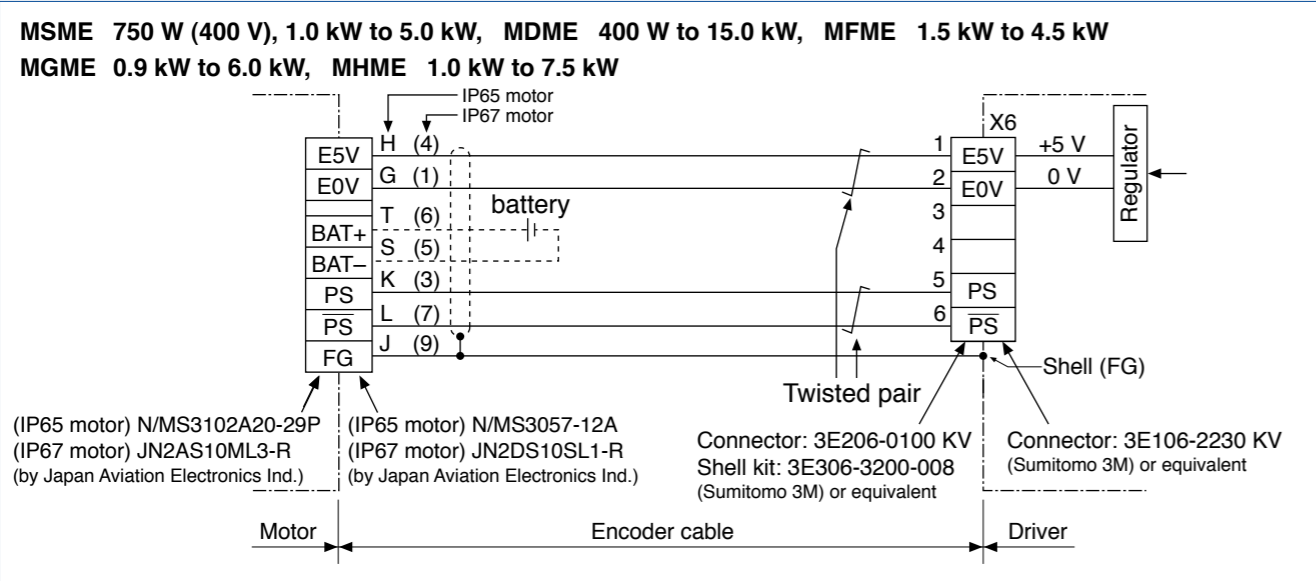 MSME 750 W (400 V), 1.0 kW to 5.0 kW, MDME 400 W to 15.0 kW, MFME 1.5 kW to 4.5 kW
MGME 0.9 kW to 6.0 kW, MHME 1.0 kW to 7.5 kW
IP65 motor
IP67 motor
X6
E5V H (4) 1 E5V +5 V
E0V G (1) 2 E0V 0 V
Regulator
T (6) battery 3
BAT+
S (5) 4
BAT–
PS K (3) 5 PS
P̅S̅ L (7) 6 P̅S̅
FG J (9)
Shell (FG)
Twisted pair
(IP65 motor) N/MS3102A20-29P
(IP67 motor) JN2AS10ML3-R
(by Japan Aviation Electronics Ind.)
(IP65 motor) N/MS3057-12A
(IP67 motor) JN2DS10SL1-R
(by Japan Aviation Electronics Ind.)
Connector: 3E206-0100 KV
Shell kit: 3E306-3200-008
(Sumitomo 3M) or equivalent
Connector: 3E106-2230 KV
(Sumitomo 3M) or equivalent
Motor Encoder cable Driver